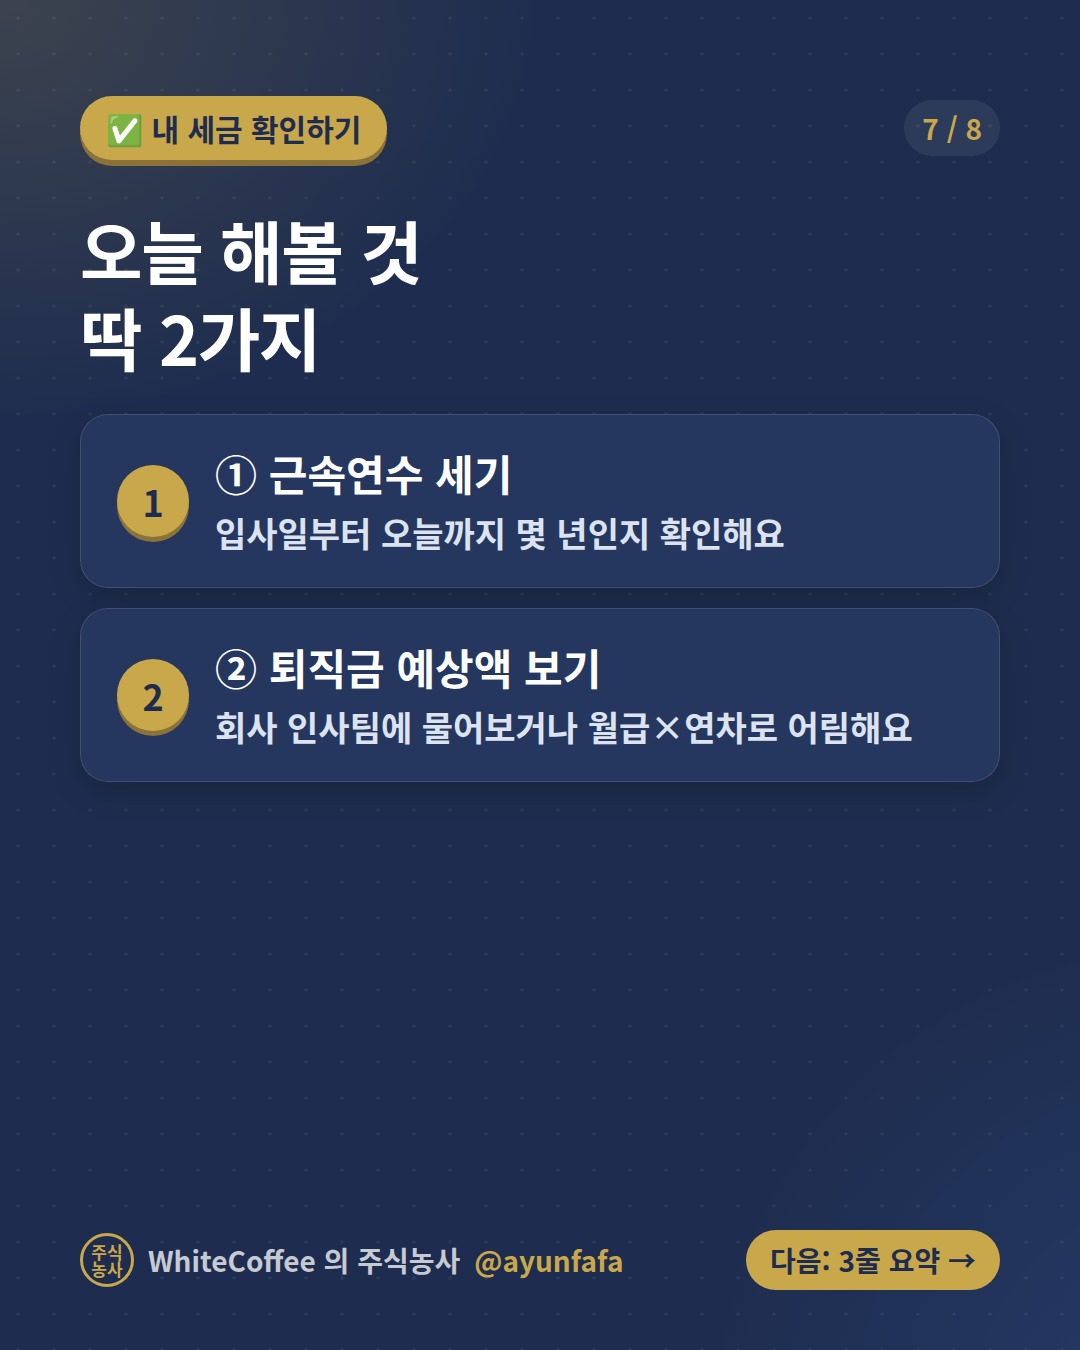 ✅ 내 세금 확인하기
7 / 8
오늘 해볼 것
딱 2가지
1
① 근속연수 세기
입사일부터 오늘까지 몇 년인지 확인해요
2
② 퇴직금 예상액 보기
회사 인사팀에 물어보거나 월급×연차로 어림해요
주식
농사
WhiteCoffee 의 주식농사 @ayunfafa
다음: 3줄 요약 →